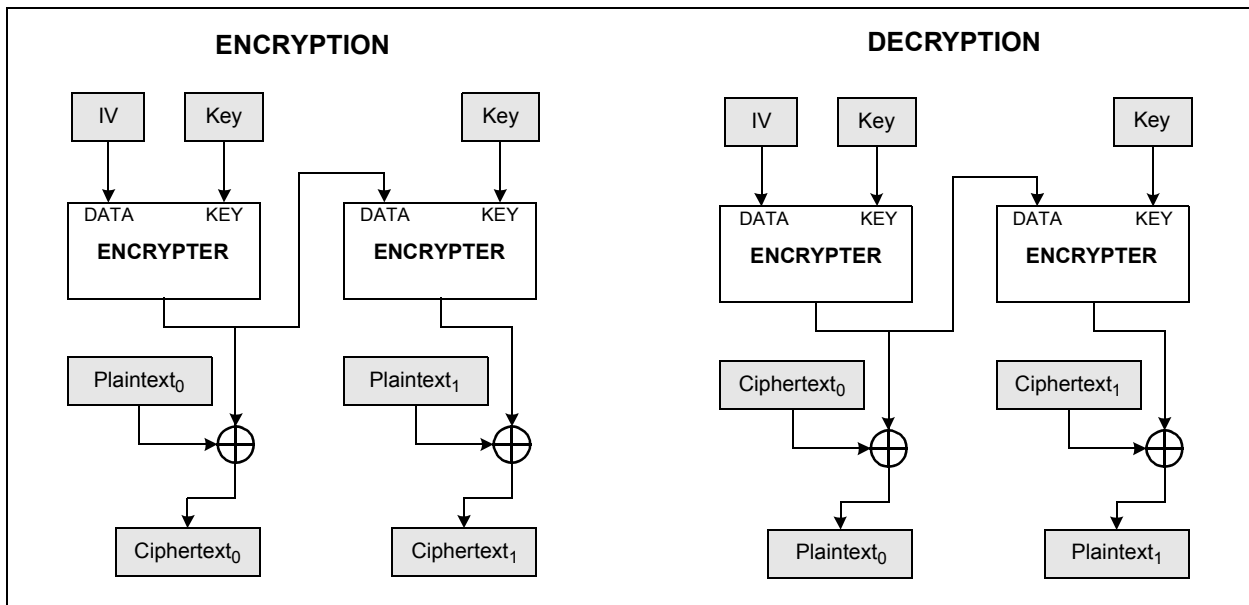 ENCRYPTION
IV
Key
Key
DATA
KEY
ENCRYPTER
DATA
KEY
ENCRYPTER
Plaintext0
Plaintext1
Ciphertext0
Ciphertext1
DECRYPTION
IV
Key
Key
DATA
KEY
ENCRYPTER
DATA
KEY
ENCRYPTER
Ciphertext0
Ciphertext1
Plaintext0
Plaintext1